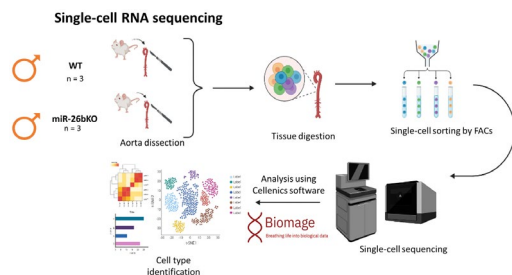 Single-cell RNA sequencing
WT
n = 3
miR-26bKO
n = 3
Aorta dissection
Tissue digestion
Single-cell sorting by FACs
Analysis using
Cellenics software
Biomage
Breathing life into biological data
Single-cell sequencing
Cell type
identification